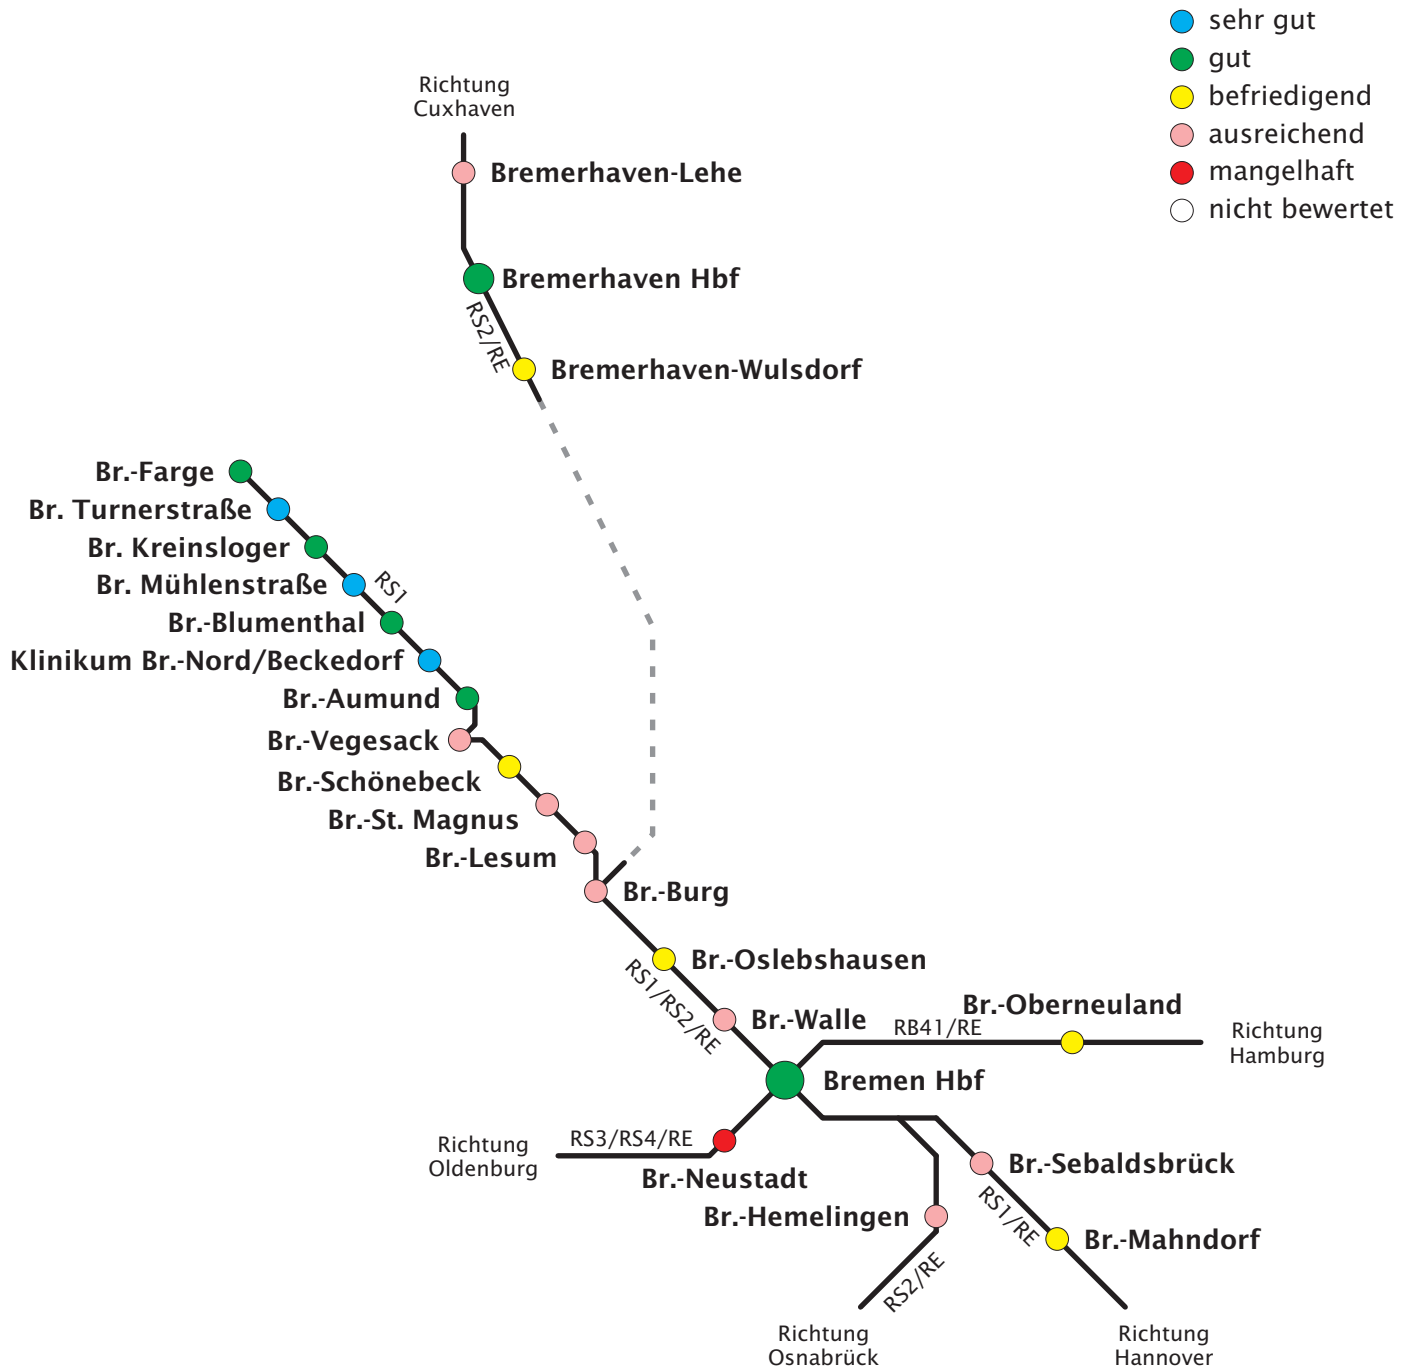 sehr gut
gut
befriedigend
ausreichend
mangelhaft
nicht bewertet
Richtung
Cuxhaven
Bremerhaven-Lehe
Bremerhaven Hbf
RS2/RE
Bremerhaven-Wulsdorf
Br.-Farge
Br. Turnerstraße
Br. Kreinsloger
Br. Mühlenstraße
RS1
Br.-Blumenthal
Klinikum Br.-Nord/Beckedorf
Br.-Aumund
Br.-Vegesack
Br.-Schönebeck
Br.-St. Magnus
Br.-Lesum
Br.-Burg
Br.-Oslebshausen
RS1/RS2/RE
Br.-Walle
Br.-Oberneuland
RB41/RE
Richtung
Hamburg
Bremen Hbf
Richtung
Oldenburg
RS3/RS4/RE
Br.-Neustadt
Br.-Sebaldsbrück
Br.-Hemelingen
RS1/RE
Br.-Mahndorf
RS2/RE
Richtung
Osnabrück
Richtung
Hannover